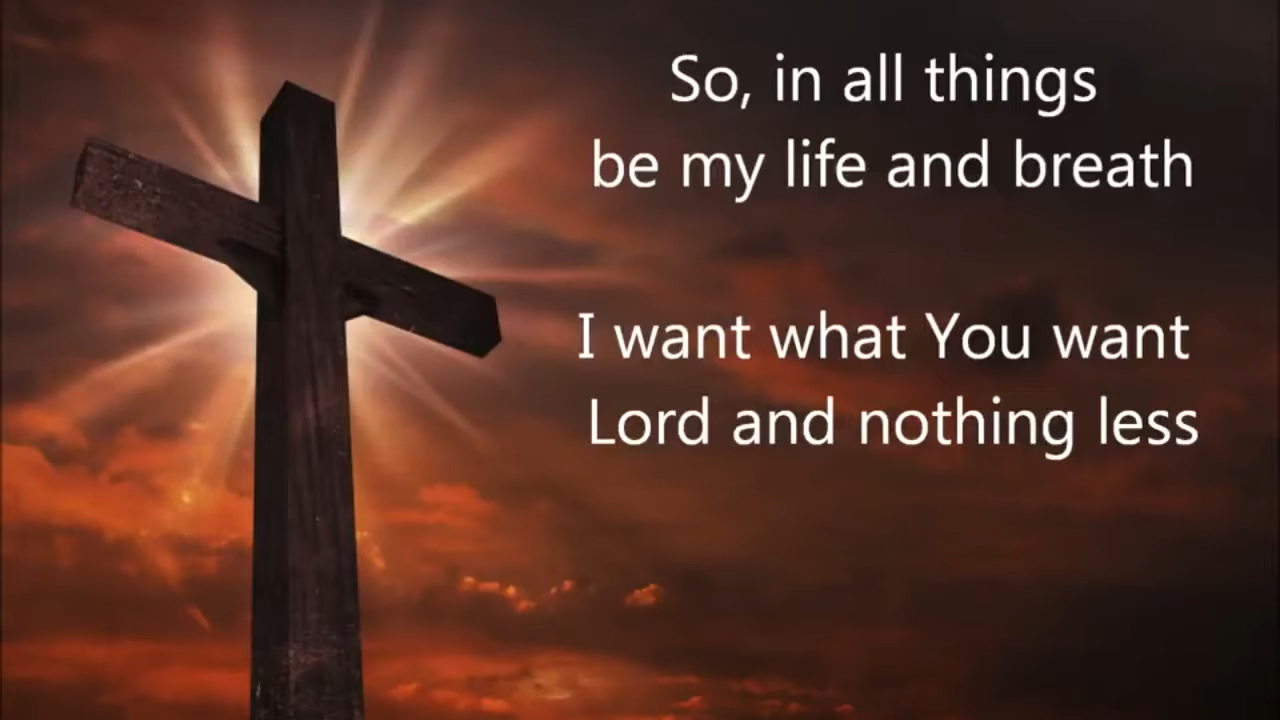 So, in all things
be my life and breath
I want what You want
Lord and nothing less